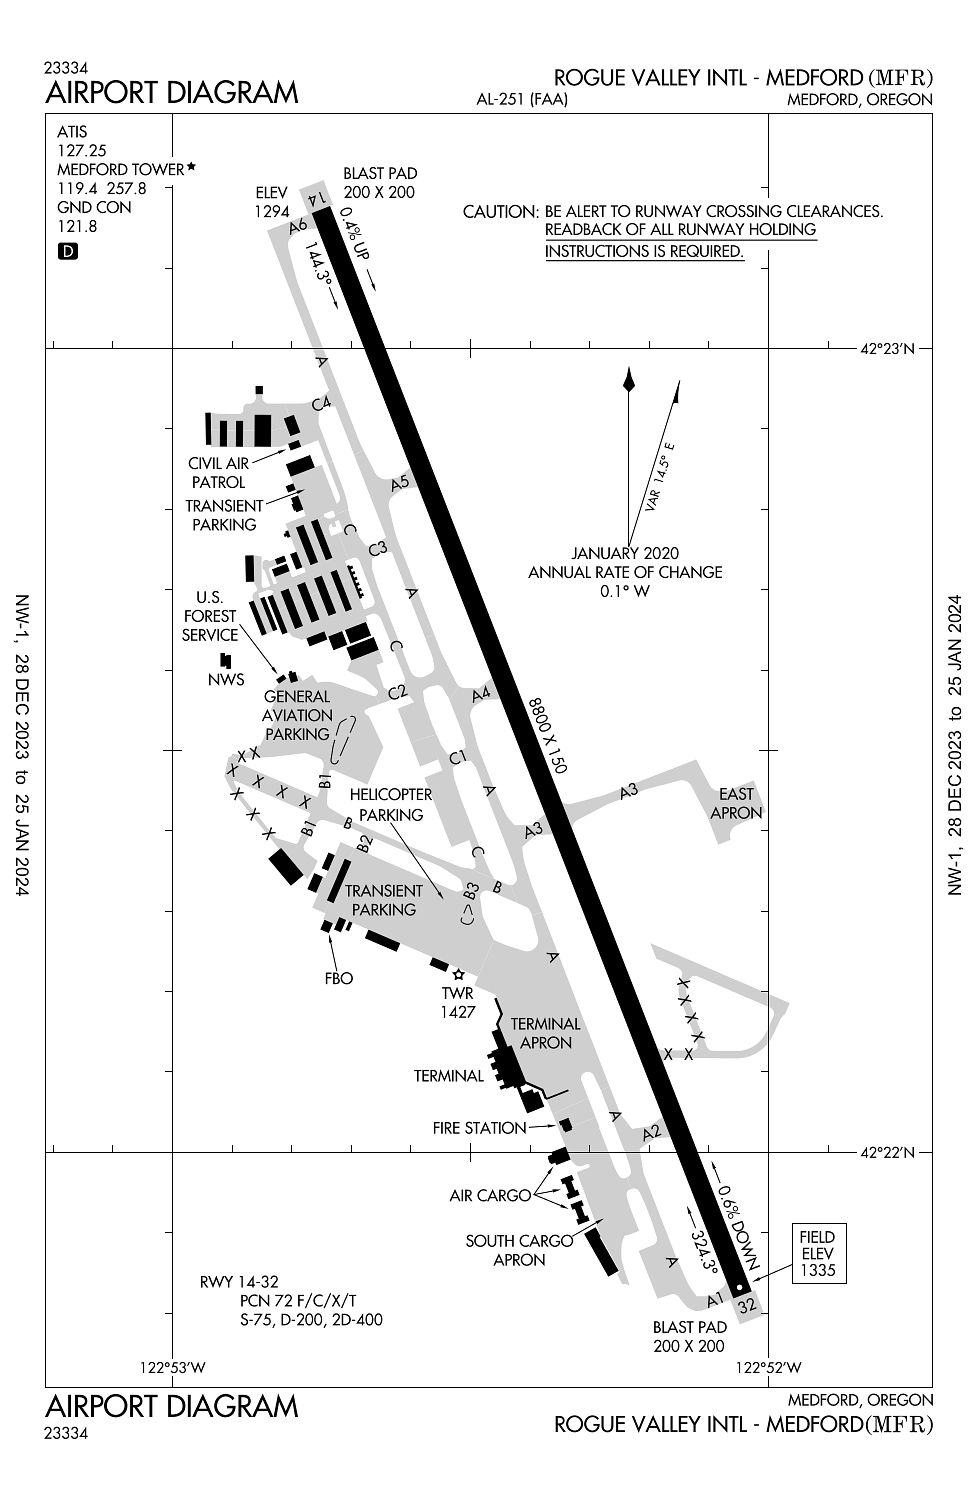 23334
AIRPORT DIAGRAM
ROGUE VALLEY INTL - MEDFORD (MFR)
AL-251 (FAA)
MEDFORD, OREGON
ATIS
127.25
MEDFORD TOWER★
119.4 257.8
GND CON
121.8
D
BLAST PAD
200 X 200
ELEV
1294
14
A6
0.4% UP
144.3°
CAUTION: BE ALERT TO RUNWAY CROSSING CLEARANCES.
READBACK OF ALL RUNWAY HOLDING
INSTRUCTIONS IS REQUIRED.
42°23'N
A
C4
CIVIL AIR
PATROL
A5
TRANSIENT
PARKING
VAR 14.5° E
C
C3
JANUARY 2020
ANNUAL RATE OF CHANGE
0.1° W
A
U.S.
FOREST
SERVICE
C
NWS
GENERAL
AVIATION
PARKING
C2
A4
8800 X 150
X X
X
X
X
X
X
X
X
C1
B1
A
A3
EAST
APRON
HELICOPTER
PARKING
B1
B
B2
A3
C
TRANSIENT
PARKING
C> B3
B
FBO
A
TWR
1427
X
X
X
X
X X
TERMINAL
APRON
TERMINAL
A
FIRE STATION
A2
42°22'N
AIR CARGO
SOUTH CARGO
APRON
0.6% DOWN
324.3°
A
FIELD
ELEV
1335
A1
32
RWY 14-32
PCN 72 F/C/X/T
S-75, D-200, 2D-400
BLAST PAD
200 X 200
122°53'W
122°52'W
AIRPORT DIAGRAM
23334
MEDFORD, OREGON
ROGUE VALLEY INTL - MEDFORD(MFR)
NW-1, 28 DEC 2023 to 25 JAN 2024
NW-1, 28 DEC 2023 to 25 JAN 2024